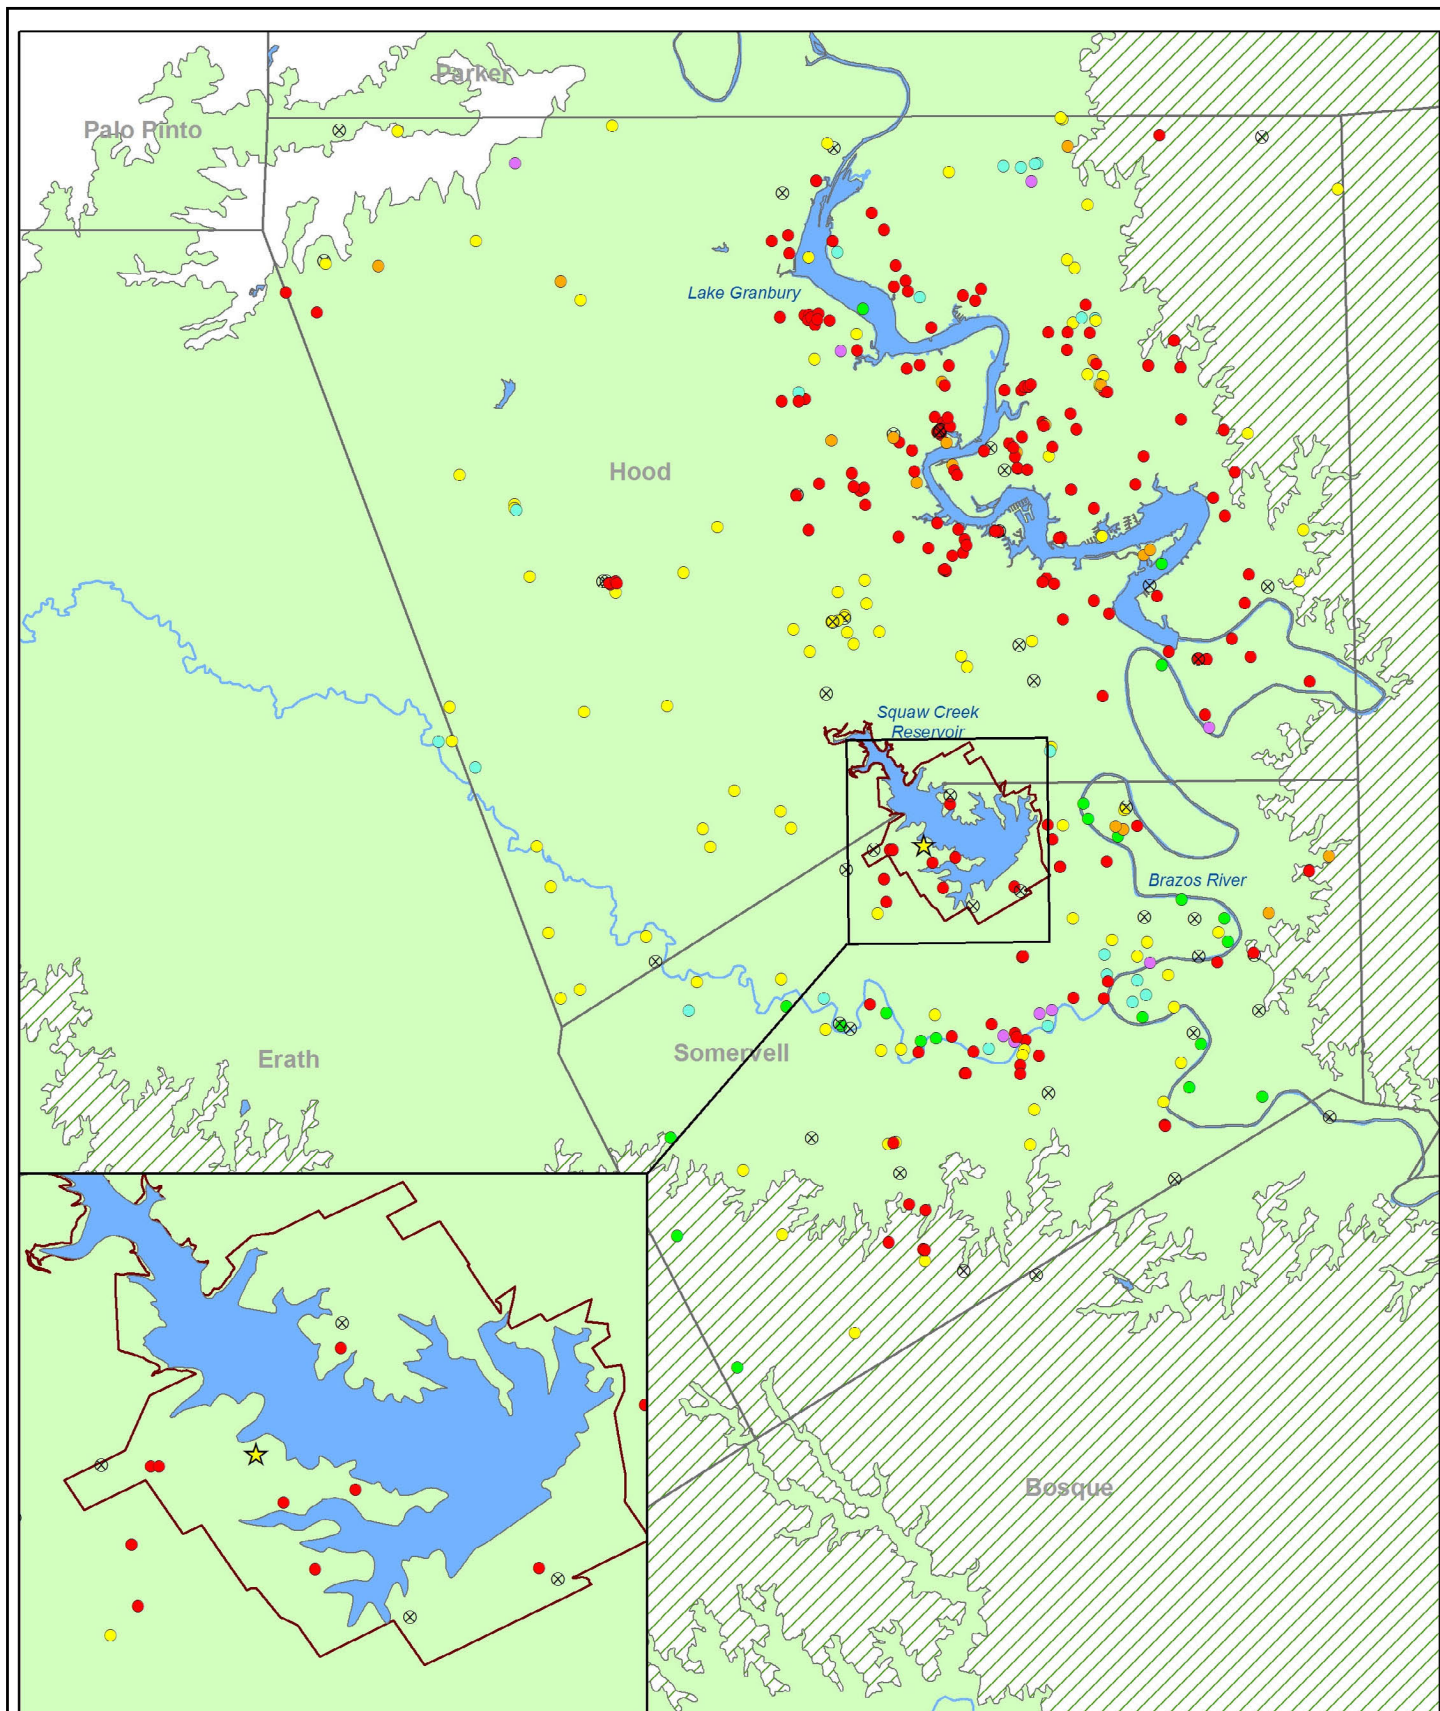 Parker
Palo Pinto
Lake Granbury
Hood
Squaw Creek
Reservoir
Brazos River
Erath
Somervell
Bosque